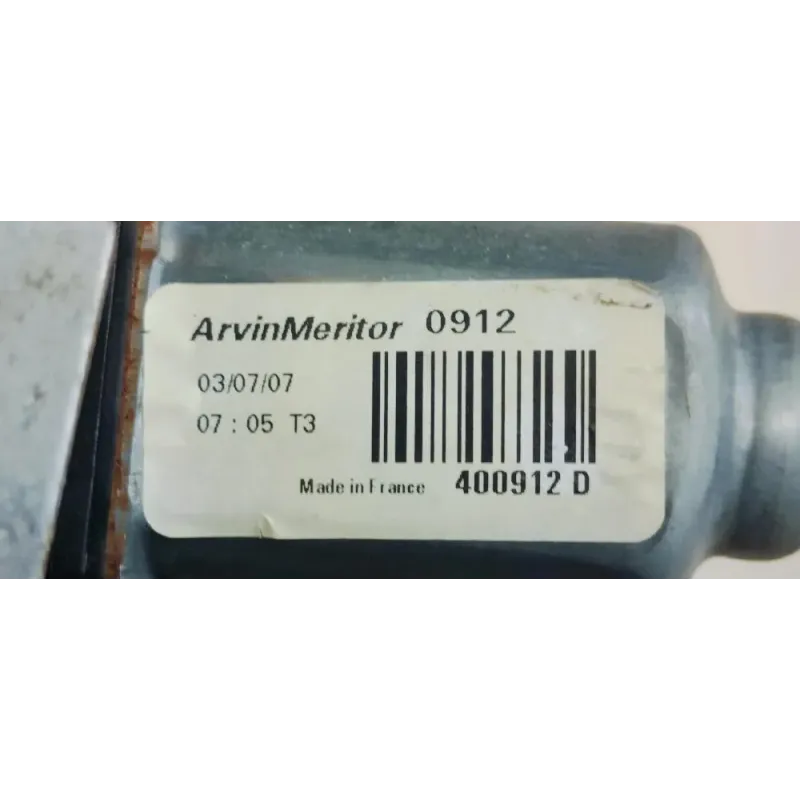 ArvinMeritor 0912
03/07/07
07 : 05 T3
Made in France 400912 D